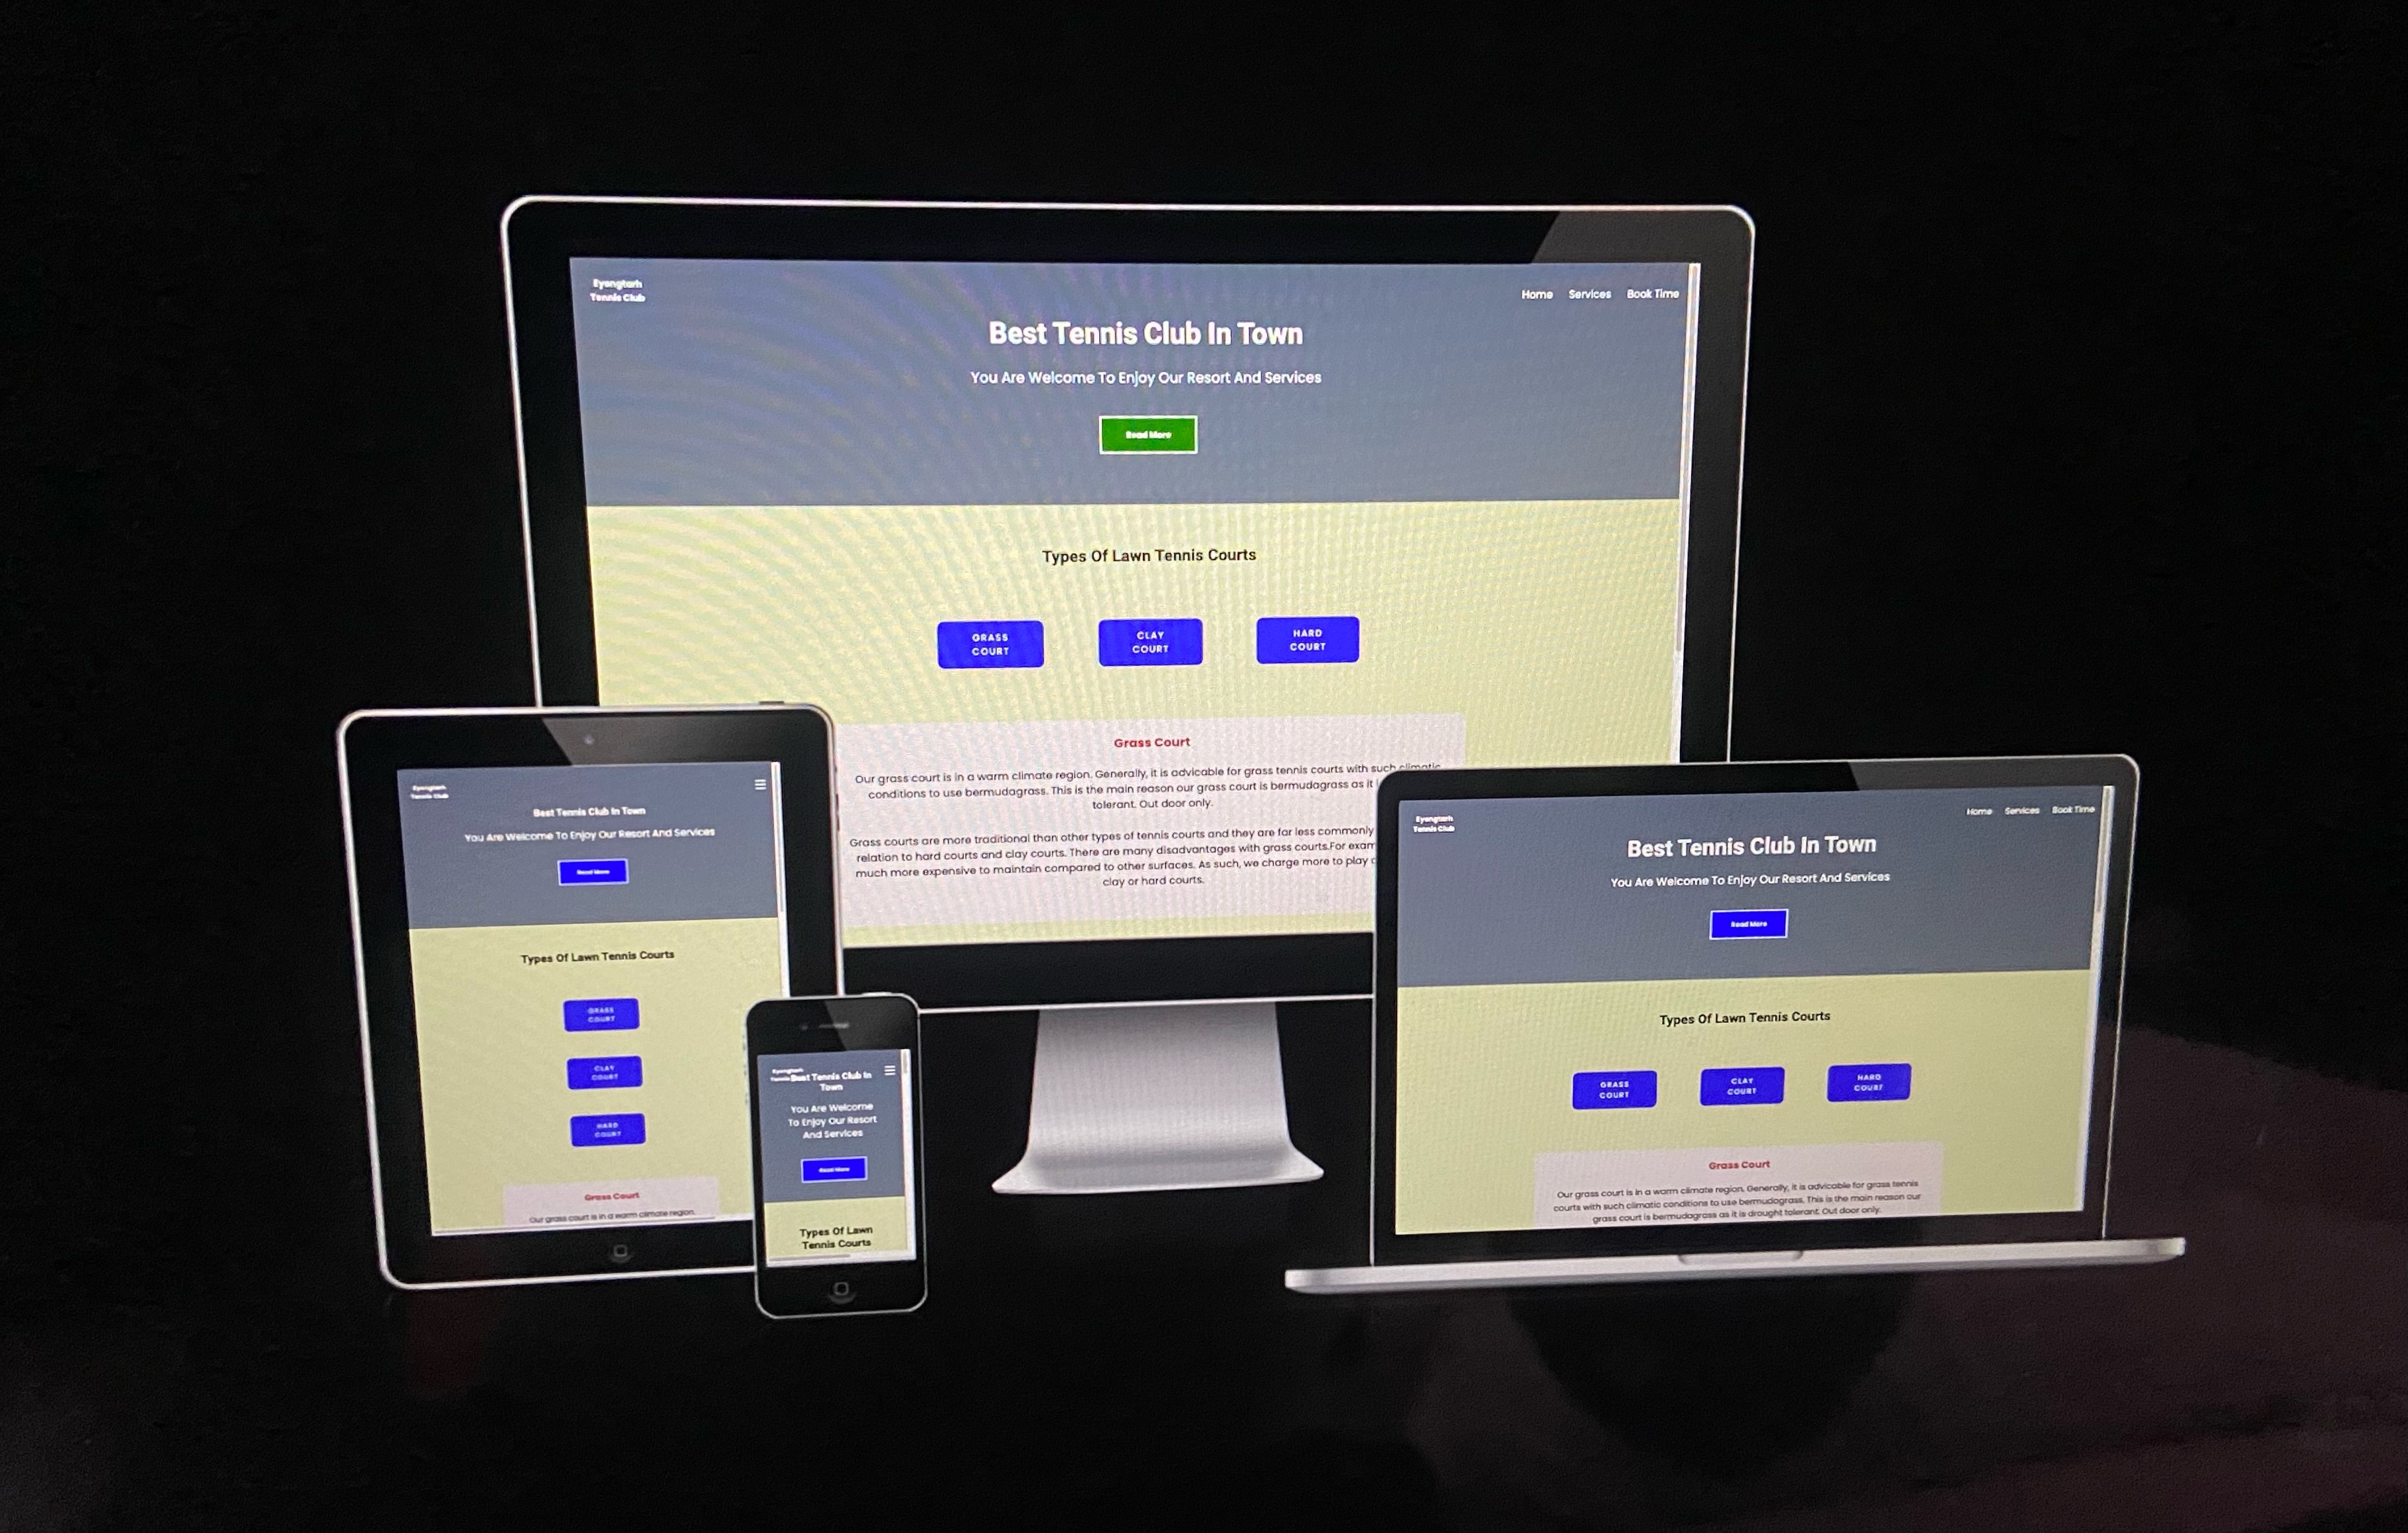 Eyongtarh
Tennis Club
Home Services Book Time
Best Tennis Club In Town
You Are Welcome To Enjoy Our Resort And Services
Read More
Types Of Lawn Tennis Courts
GRASS
COURT
CLAY
COURT
HARD
COURT
Grass Court
Our grass court is in a warm climate region. Generally, it is advicable for grass tennis courts with such climatic
conditions to use bermudagrass. This is the main reason our grass court is bermudagrass as it
tolerant. Out door only.
Grass courts are more traditional than other types of tennis courts and they are far less commonly
relation to hard courts and clay courts. There are many disadvantages with grass courts.For exam
much more expensive to maintain compared to other surfaces. As such, we charge more to play
clay or hard courts.
Eyongtarh
Tennis Club
Best Tennis Club In Town
You Are Welcome To Enjoy Our Resort And Services
Read More
Types Of Lawn Tennis Courts
GRASS
COURT
CLAY
COURT
HARD
COURT
Grass Court
Our grass court is in a warm climate region.
Eyongtarh
Tennis
Best Tennis Club In
Town
You Are Welcome
To Enjoy Our Resort
And Services
Read More
Types Of Lawn
Tennis Courts
Eyongtarh
Tennis Club
Home Services Book Time
Best Tennis Club In Town
You Are Welcome To Enjoy Our Resort And Services
Read More
Types Of Lawn Tennis Courts
GRASS
COURT
CLAY
COURT
HARD
COURT
Grass Court
Our grass court is in a warm climate region. Generally, it is advicable for grass tennis
courts with such climatic conditions to use bermudagrass. This is the main reason our
grass court is bermudagrass as it is drought tolerant. Out door only.